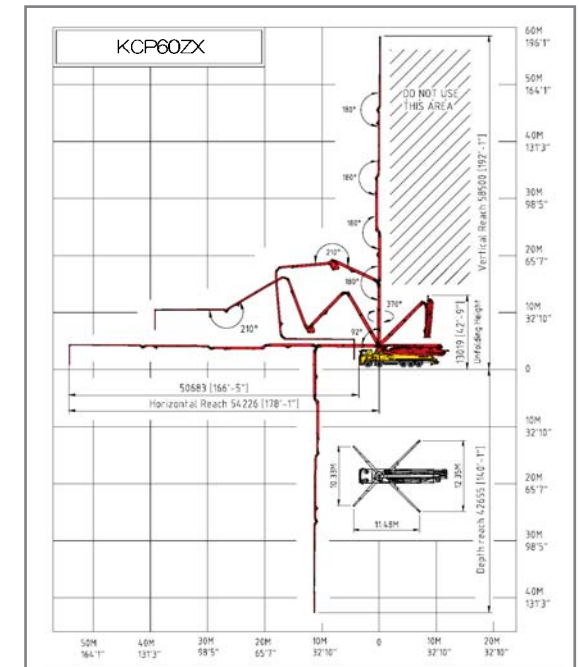 KCP60ZX
60M
196'1"
50M
164'1"
40M
131'3"
30M
98'5"
20M
65'7"
10M
32'10"
0
10M
32'10"
20M
65'7"
30M
98'5"
40M
131'3"
DO NOT USE
THIS AREA
180°
180°
180°
210°
180°
370°
210°
92°
Vertical Reach 58500 [192'-1"]
13019 [42'-9"]
Unfolding Height
50683 [166'-5"]
Horizontal Reach 54226 [178'-1"]
10.33M
12.35M
11.48M
Depth reach 42655 [140'-1"]
50M
164'1"
40M
131'3"
30M
98'5"
20M
65'7"
10M
32'10"
0
10M
32'10"
20M
32'10"